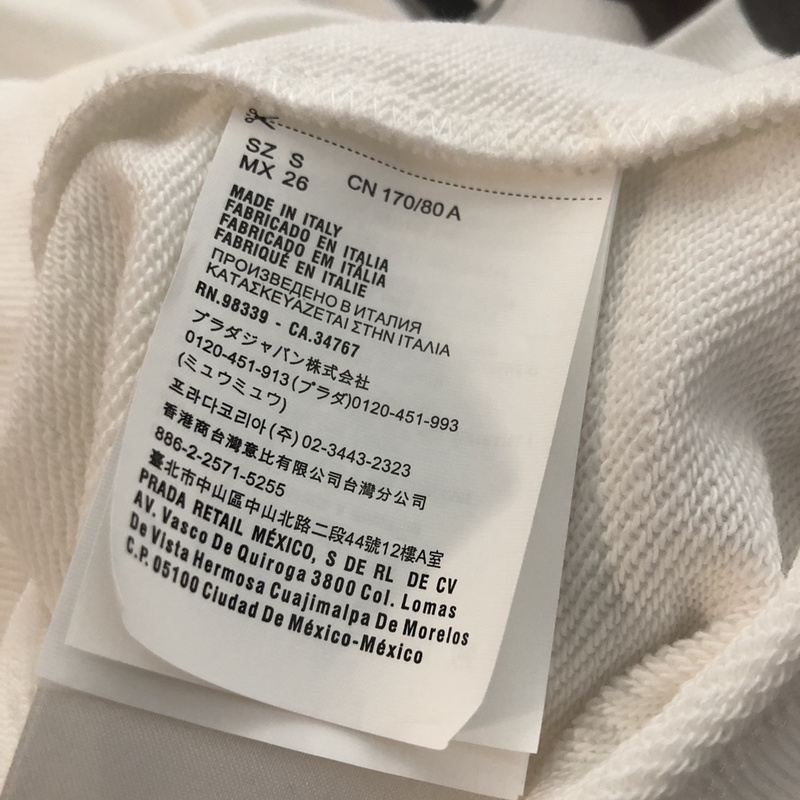 SZ S
MX 26 CN 170/80 A
MADE IN ITALY
FABRICADO EN ITALIA
FABRICADO EM ITÁLIA
FABRIQUÉ EN ITALIE
ПРОИЗВЕДЕНО В ИТАЛИЯ
ΚΑΤΑΣΚΕΥΑΖΕΤΑΙ ΣΤΗΝ ΙΤΑΛΙΑ
RN.98339 - CA.34767
プラダジャパン株式会社
0120-451-913(プラダ)0120-451-993
(ミュウミュウ)
프라다코리아(주) 02-3443-2323
香港商台灣意比有限公司台灣分公司
886-2-2571-5255
臺北市中山區中山北路二段44號12樓A室
PRADA RETAIL MÉXICO, S DE RL DE CV
AV. Vasco De Quiroga 3800 Col. Lomas
De Vista Hermosa Cuajimalpa De Morelos
C.P. 05100 Ciudad De México-México